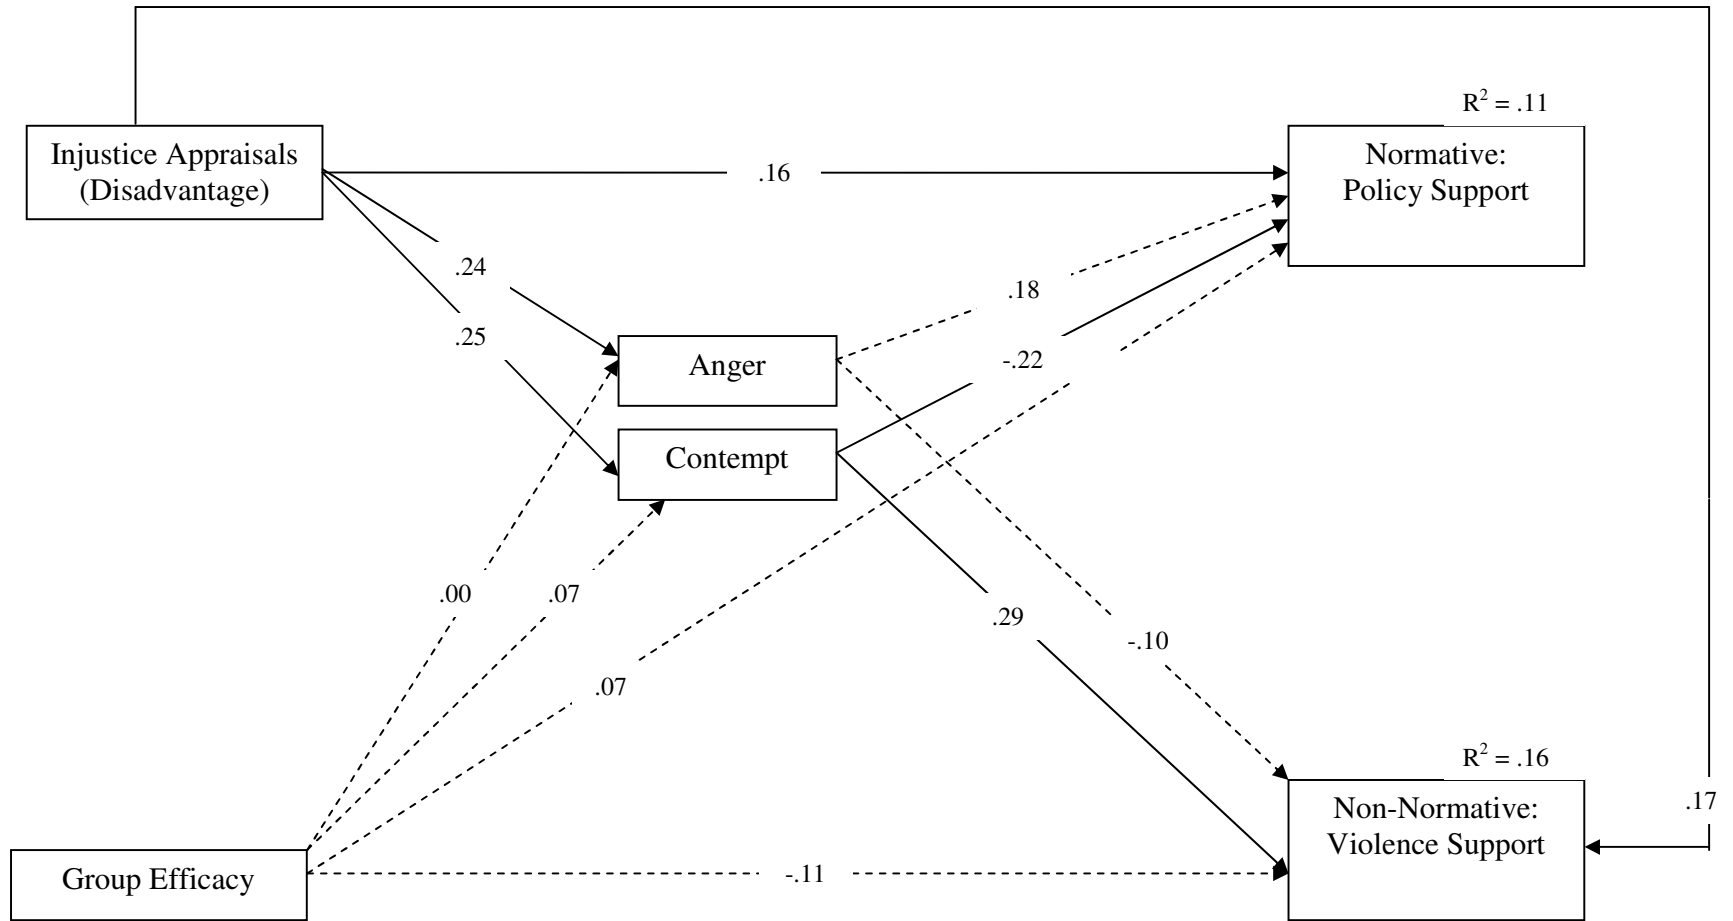 R² = .11
Injustice Appraisals
(Disadvantage)
Normative:
Policy Support
.16
.24
.18
.25
Anger
-.22
Contempt
.00
.07
.29
-.10
.07
R² = .16
Non-Normative:
Violence Support
.17
Group Efficacy
-.11